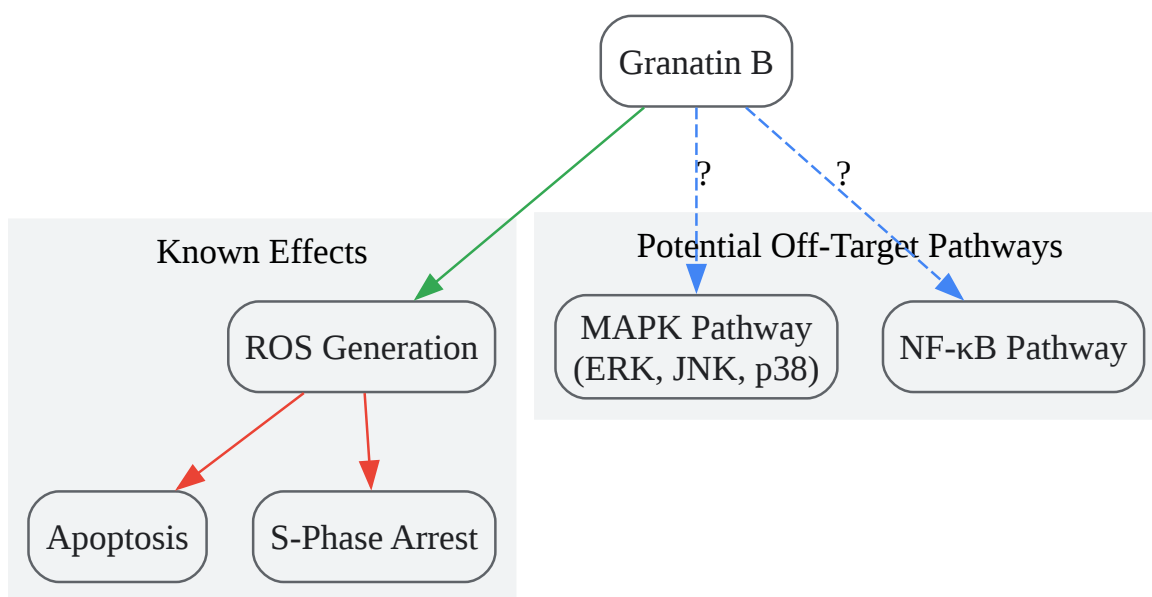 Granatin B
?
?
Known Effects
Potential Off-Target Pathways
ROS Generation
MAPK Pathway
(ERK, JNK, p38)
NF-κB Pathway
Apoptosis
S-Phase Arrest